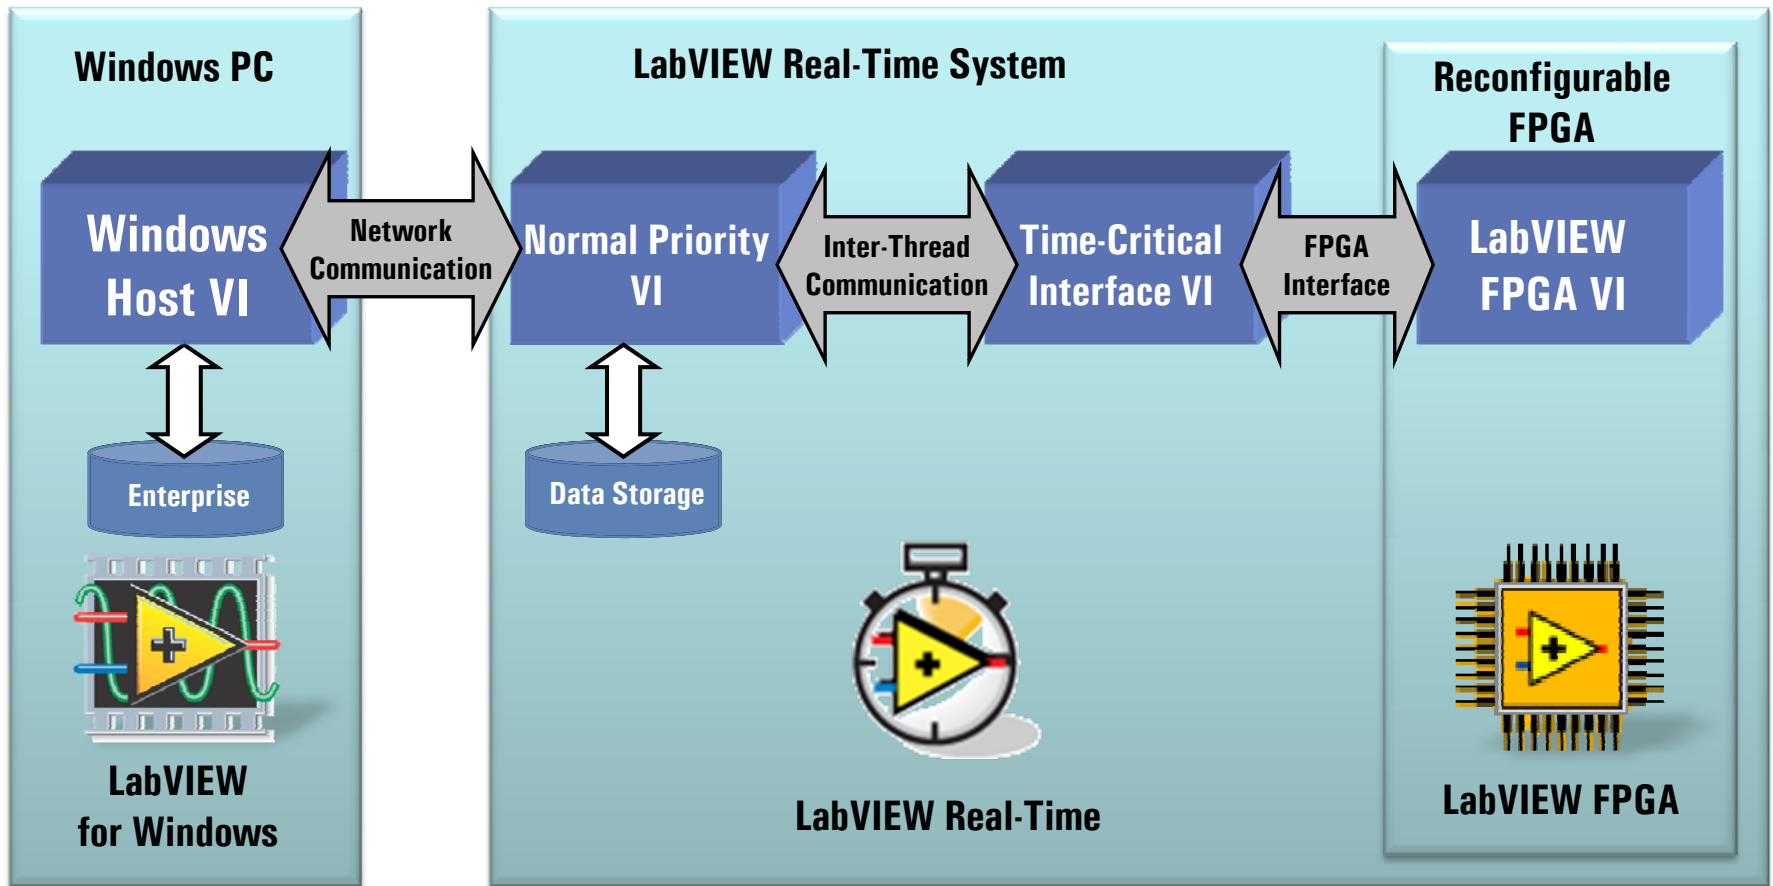 Windows PC
LabVIEW Real-Time System
Reconfigurable
FPGA
Windows
Host VI
Network
Communication
Normal Priority
VI
Inter-Thread
Communication
Time-Critical
Interface VI
FPGA
Interface
LabVIEW
FPGA VI
Enterprise
Data Storage
LabVIEW
for Windows
LabVIEW Real-Time
LabVIEW FPGA